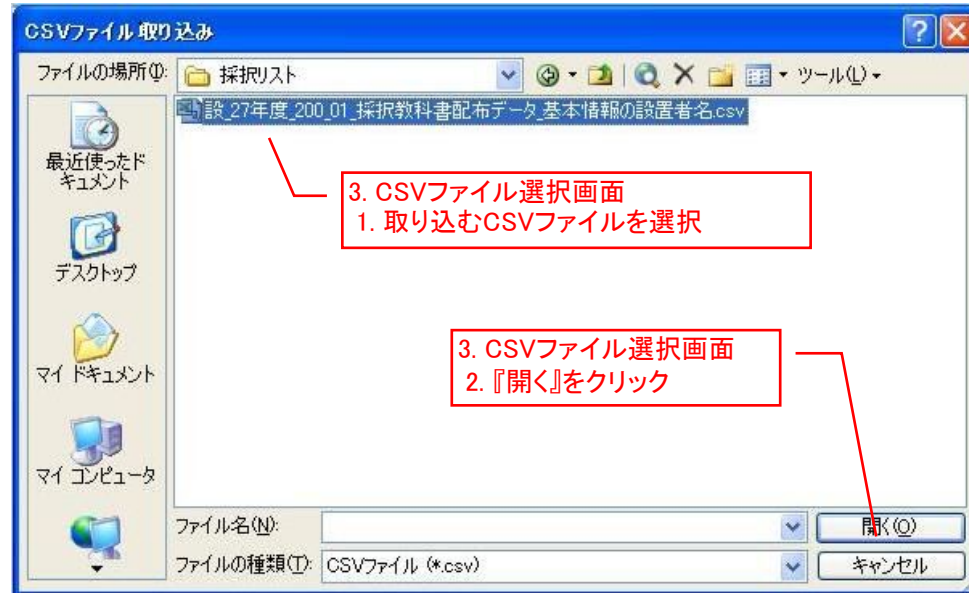 CSVファイル取り込み
ファイルの場所(I):
採択リスト
ツール(L)
設_27年度_200_01_採択教科書配布データ_基本情報の設置者名.csv
最近使ったド
キュメント
3. CSVファイル選択画面
1. 取り込むCSVファイルを選択
デスクトップ
3. CSVファイル選択画面
2.『開く』をクリック
マイ ドキュメント
マイ コンピュータ
ファイル名(N):
開く(O)
ファイルの種類(T):
CSVファイル (*.csv)
キャンセル